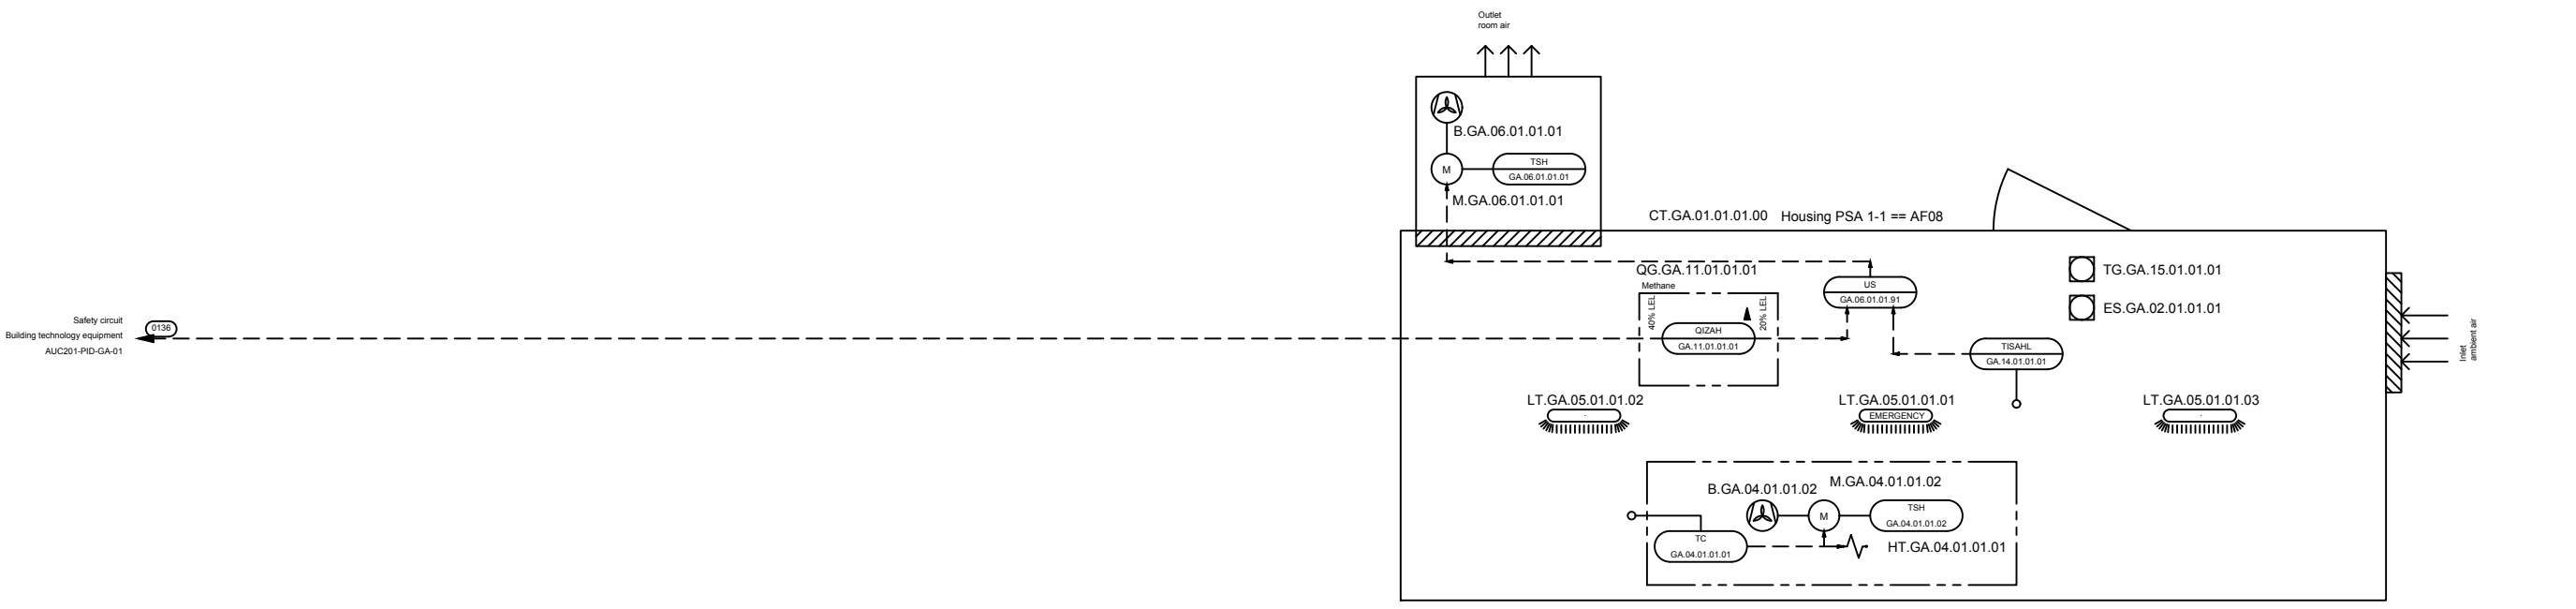 Outlet
room air
B.GA.06.01.01.01
TSH
M
GA.06.01.01.01
M.GA.06.01.01.01
CT.GA.01.01.01.00 Housing PSA 1-1 == AF08
QG.GA.11.01.01.01
TG.GA.15.01.01.01
Methane
US
GA.06.01.01.91
40% LEL
20% LEL
ES.GA.02.01.01.01
Safety circuit
0136
Building technology equipment
AUC201-PID-GA-01
QIZAH
GA.11.01.01.01
TISAHL
GA.14.01.01.01
Inlet
ambient air
LT.GA.05.01.01.02
LT.GA.05.01.01.01
LT.GA.05.01.01.03
-
EMERGENCY
-
M.GA.04.01.01.02
B.GA.04.01.01.02
TSH
M
GA.04.01.01.02
TC
GA.04.01.01.01
HT.GA.04.01.01.01